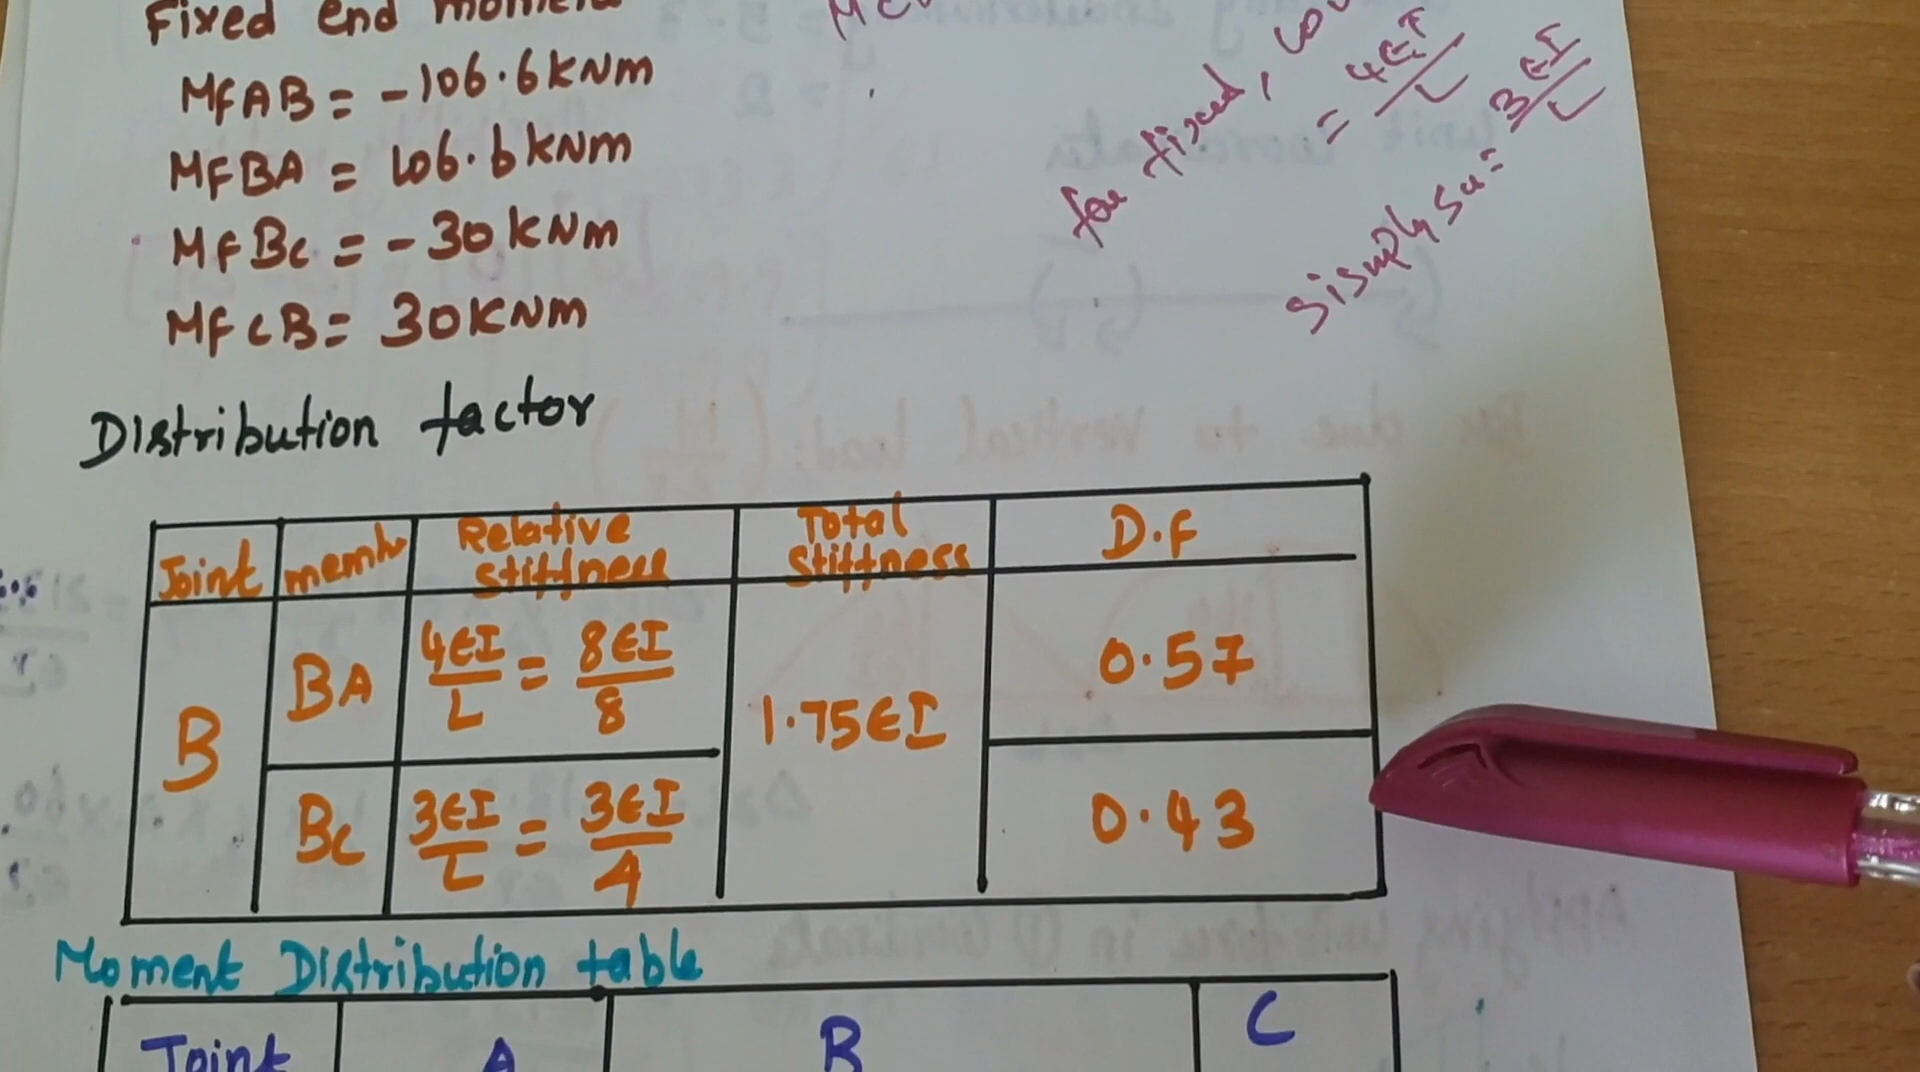 Fixed end
MFAB = -106.6kNm
MFBA = 106.6kNm
MFBC = -30kNm
MFCB = 30KNm
for fixed,
= 4EI/L
simply su = 3EI/L
Distribution factor
Joint memb Relative stiffness Total stiffness D.F
B BA 4EI/L = 8EI/8 1.75EI 0.57
BC 3EI/L = 3EI/4 0.43
Moment Distribution table
Joint A B C